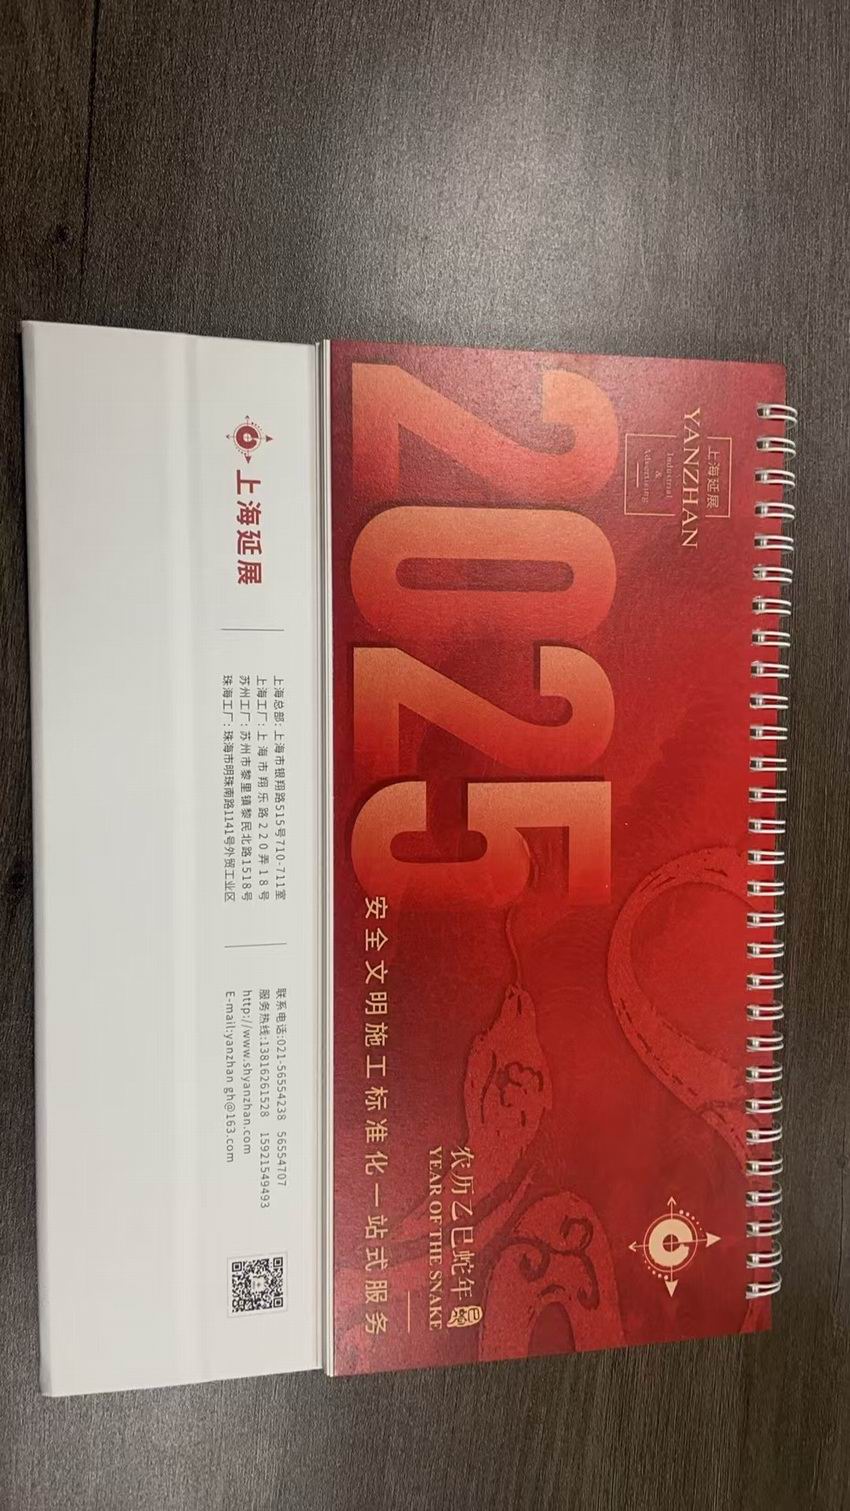 上海延展
YANZHAN
Industrial
&
Advertising
2025
农历乙巳蛇年
YEAR OF THE SNAKE
安全文明施工标准化一站式服务
上海延展
上海总部：上海市银翔路515号710-711室
上海工厂：上海市翔乐路220弄18号
苏州工厂：苏州市黎里镇黎民北路1518号
珠海工厂：珠海市明珠南路1141号外贸工业区
联系电话:021-56554238 56554707
服务热线:13816261528 15921549493
http://www.shyanzhan.com
E-mail:yanzhan gh@163.com